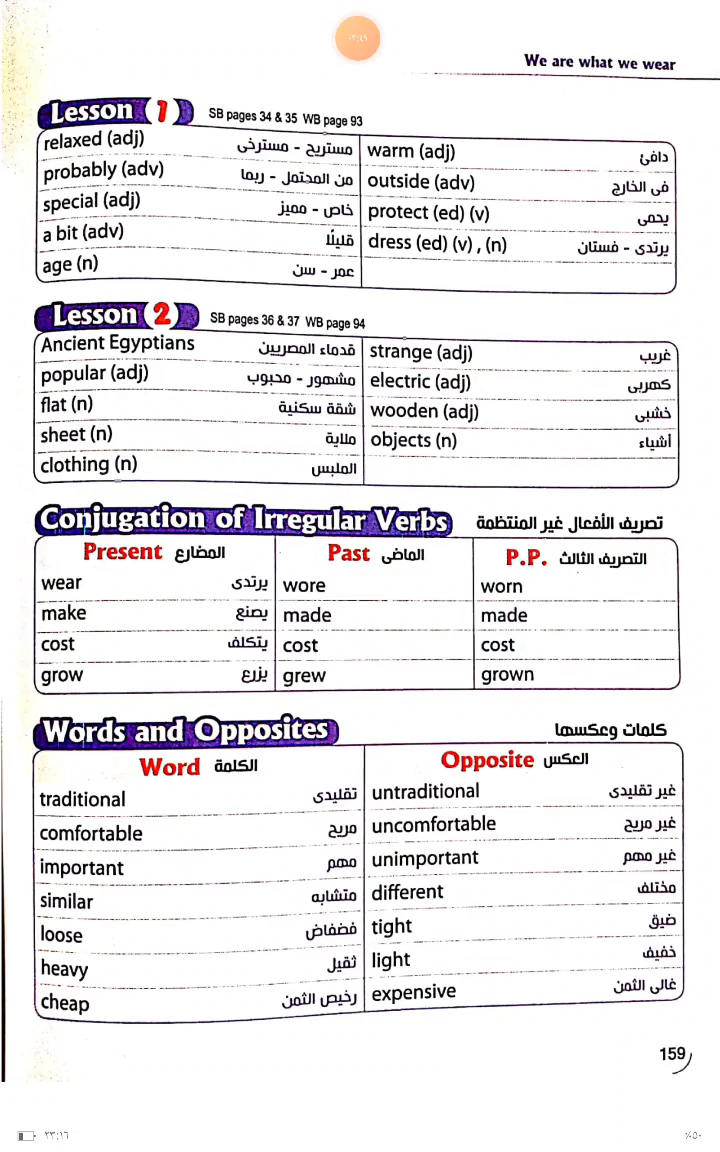 ٠٢:٤٦
We are what we wear
Lesson (1) SB pages 34 & 35 WB page 93
relaxed (adj) مستريح - مسترخى warm (adj) دافئ
probably (adv) من المحتمل - ربما outside (adv) فى الخارج
special (adj) خاص - مميز protect (ed) (v) يحمى
a bit (adv) قليلًا dress (ed) (v) , (n) يرتدى - فستان
age (n) عمر - سن
Lesson (2) SB pages 36 & 37 WB page 94
Ancient Egyptians قدماء المصريين strange (adj) غريب
popular (adj) مشهور - محبوب electric (adj) كهربى
flat (n) شقة سكنية wooden (adj) خشبى
sheet (n) ملاية objects (n) أشياء
clothing (n) الملبس
Conjugation of Irregular Verbs تصريف الأفعال غير المنتظمة
Present المضارع Past الماضى P.P. التصريف الثالث
wear يرتدى wore worn
make يصنع made made
cost يتكلف cost cost
grow يزرع grew grown
Words and Opposites كلمات وعكسها
Word الكلمة Opposite العكس
traditional تقليدى untraditional غير تقليدى
comfortable مريح uncomfortable غير مريح
important مهم unimportant غير مهم
similar متشابه different مختلف
loose فضفاض tight ضيق
heavy ثقيل light خفيف
cheap رخيص الثمن expensive غالى الثمن
159
٢٣:١٦
٪٥٠